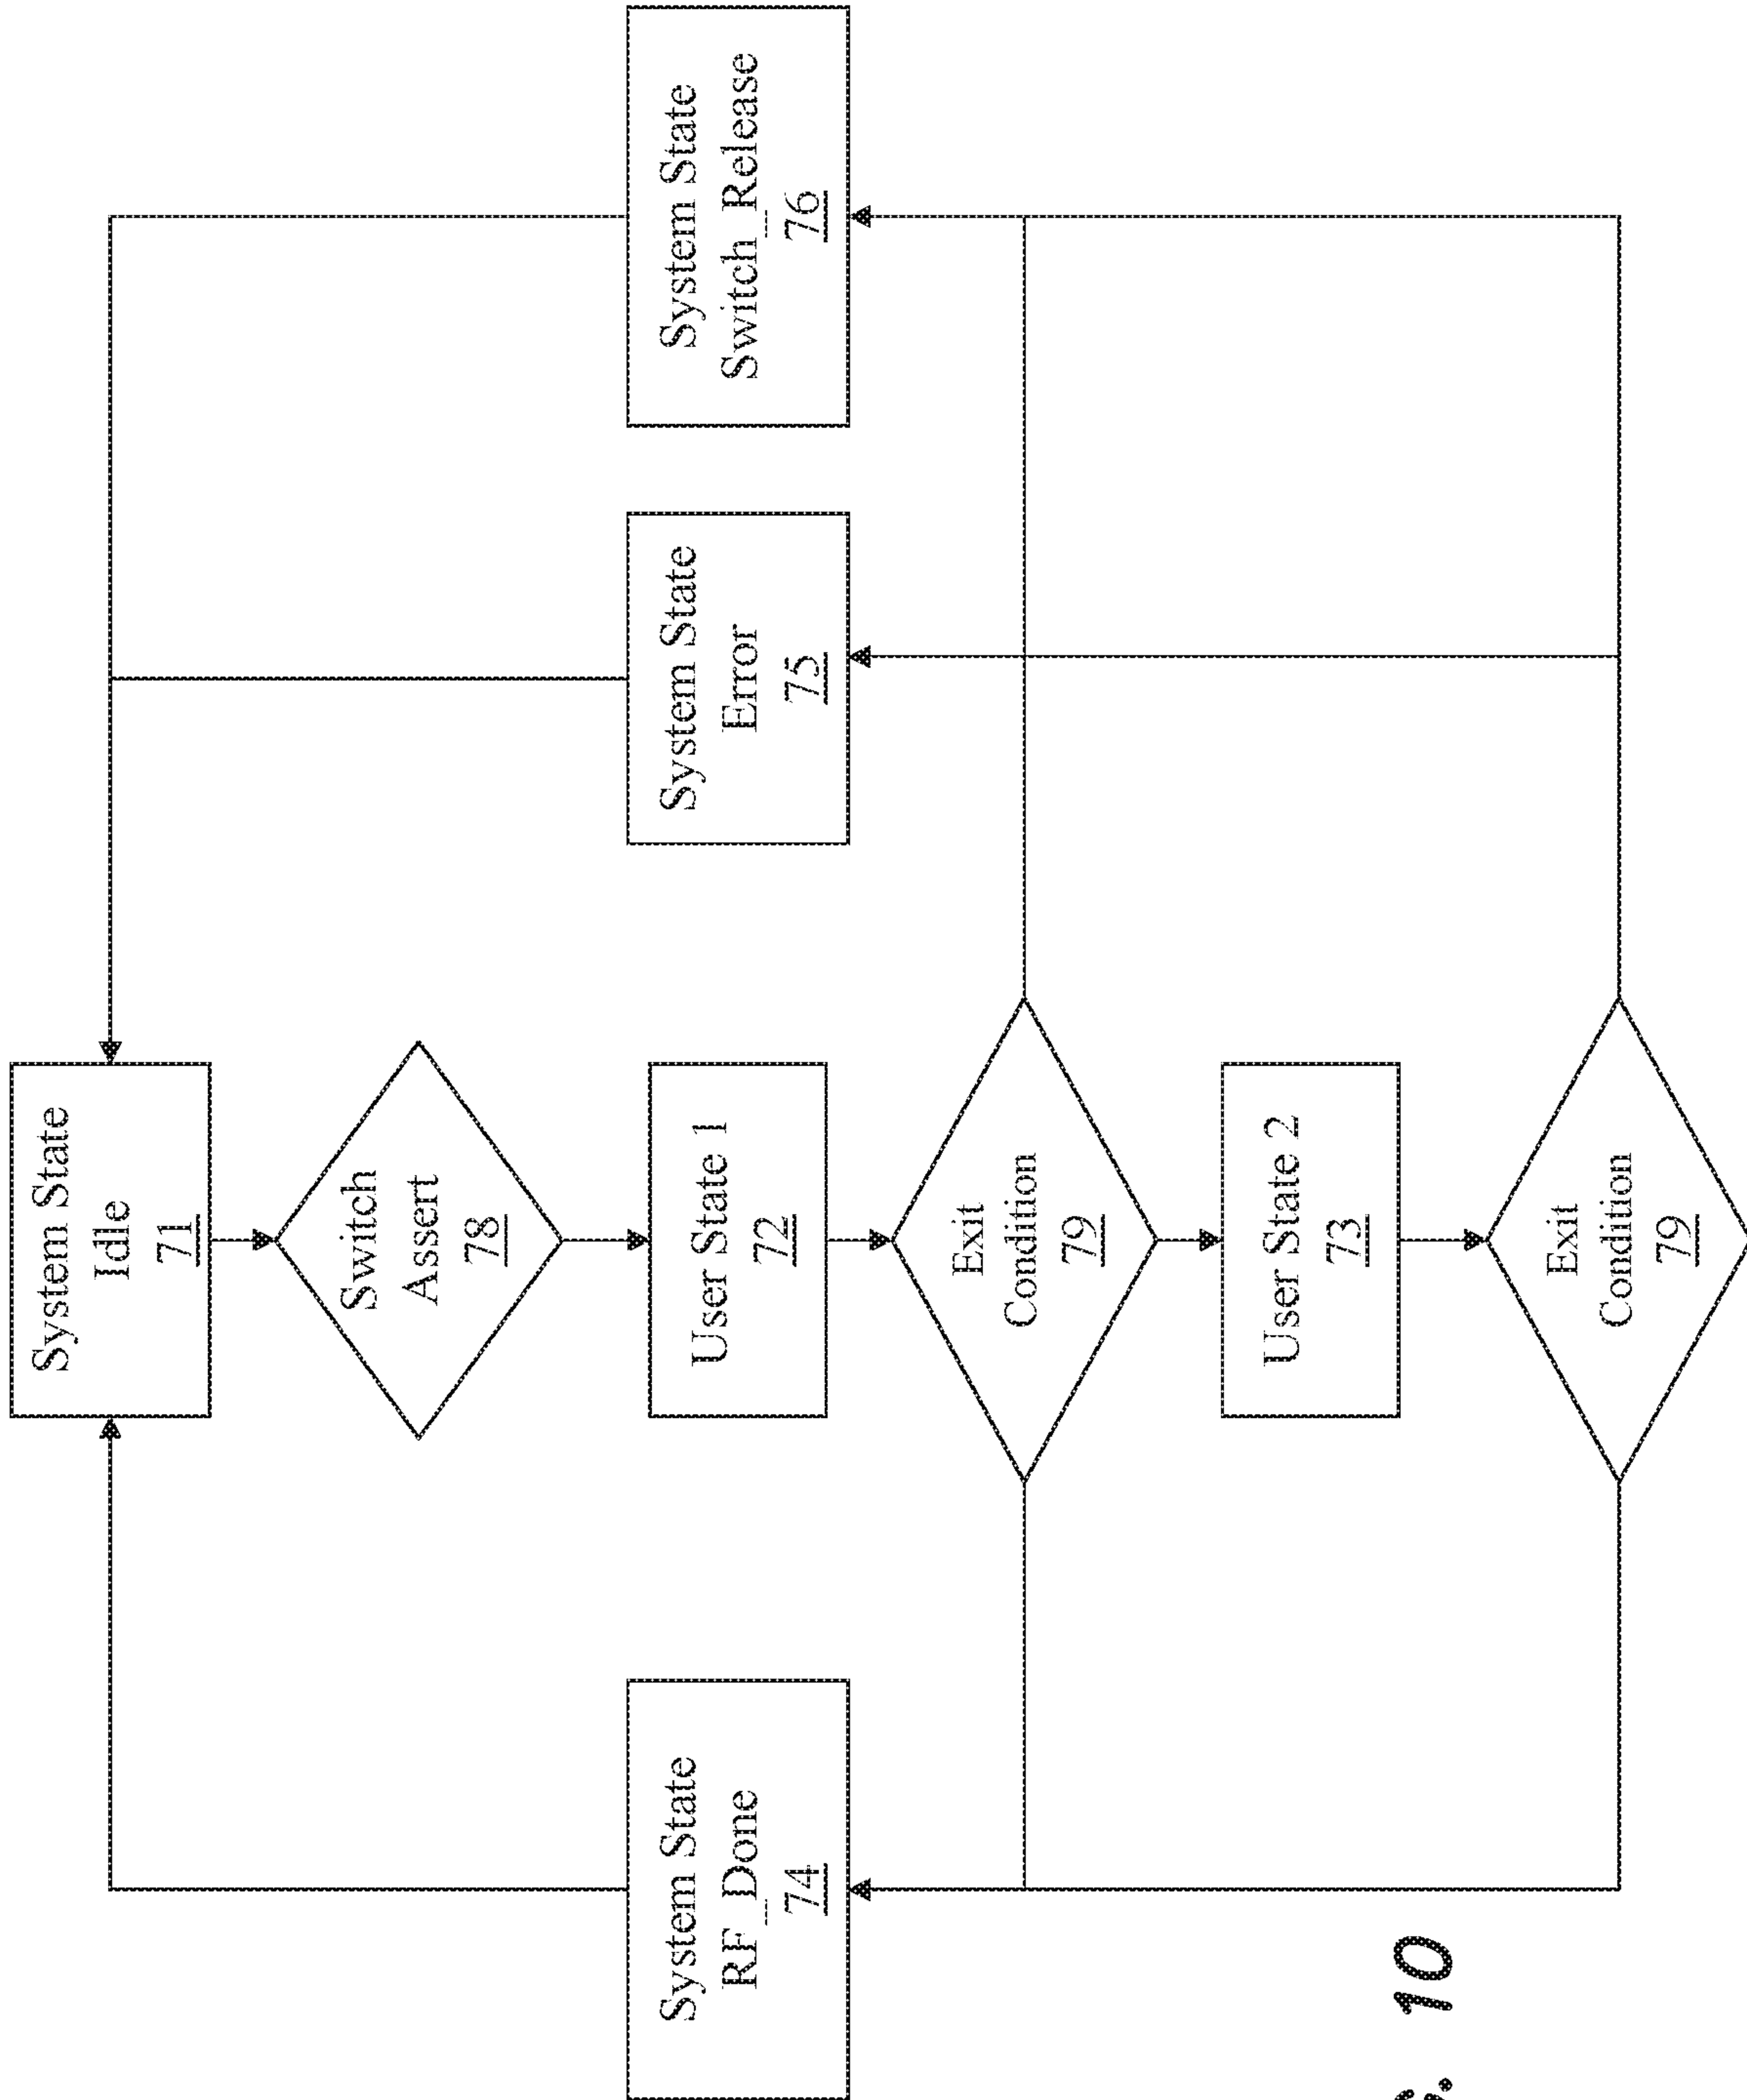 System State
Idle
71
Switch
Assert
78
System State
RF_Done
74
User State 1
72
System State
Error
75
System State
Switch_Release
76
Exit
Condition
79
User State 2
73
10
Exit
Condition
79